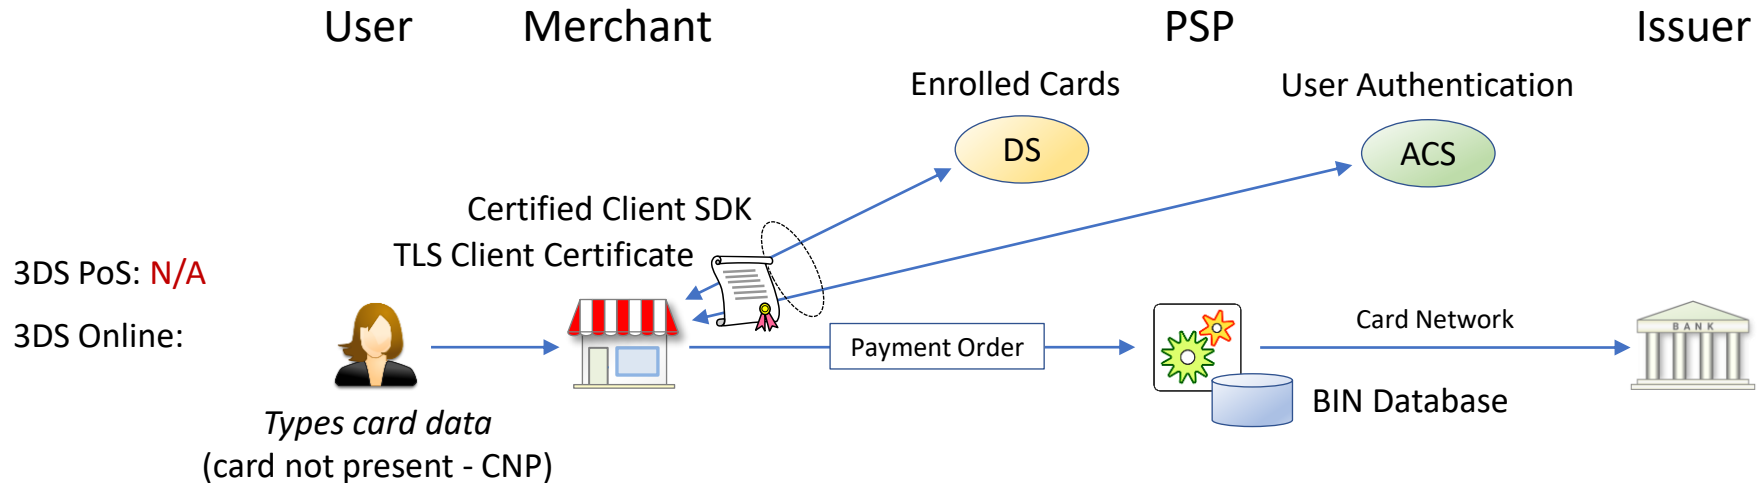 User
Merchant
PSP
Issuer
Enrolled Cards
User Authentication
DS
ACS
Certified Client SDK
TLS Client Certificate
3DS PoS: N/A
3DS Online:
Payment Order
Card Network
BANK
BIN Database
Types card data
(card not present - CNP)